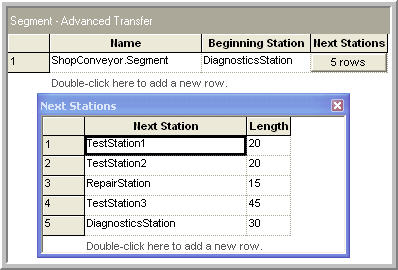 Segment - Advanced Transfer
Name Beginning Station Next Stations
1 ShopConveyor.Segment DiagnosticsStation 5 rows
Double-click here to add a new row.
Next Stations
Next Station Length
1 TestStation1 20
2 TestStation2 20
3 RepairStation 15
4 TestStation3 45
5 DiagnosticsStation 30
Double-click here to add a new row.